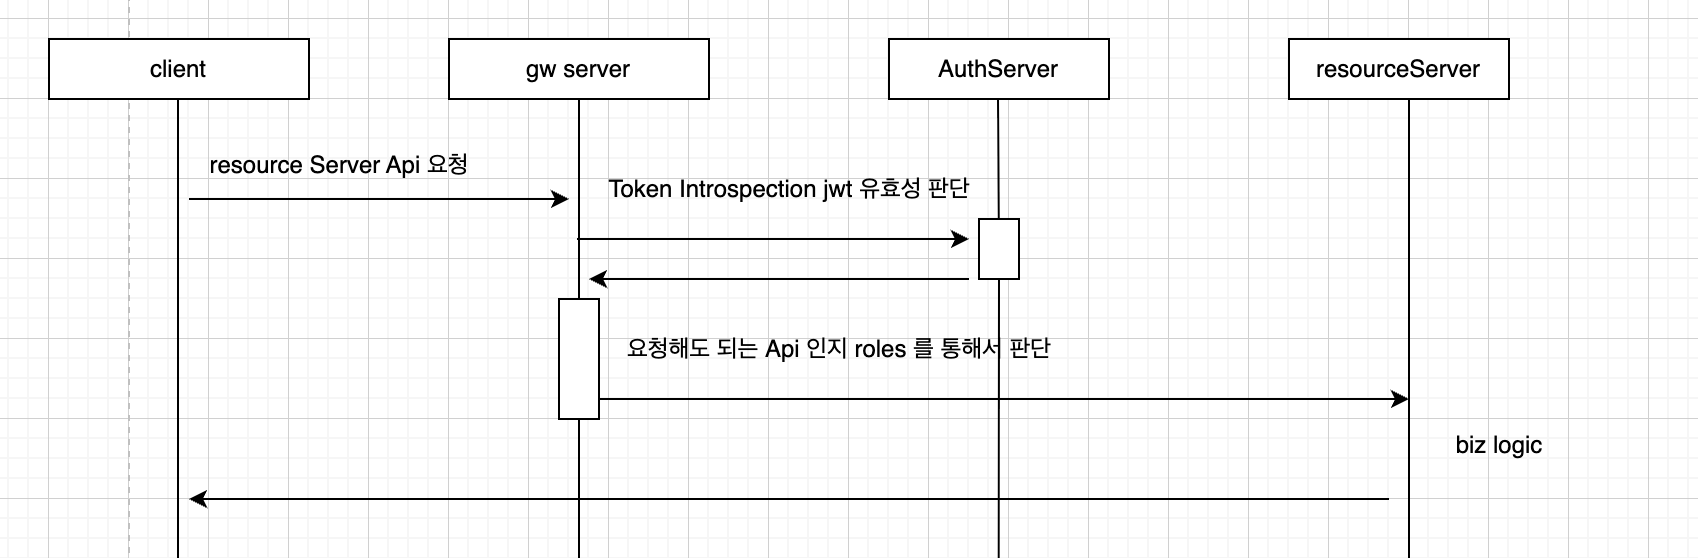 client
gw server
AuthServer
resourceServer
resource Server Api 요청
Token Introspection jwt 유효성 판단
요청해도 되는 Api 인지 roles 를 통해서 판단
biz logic